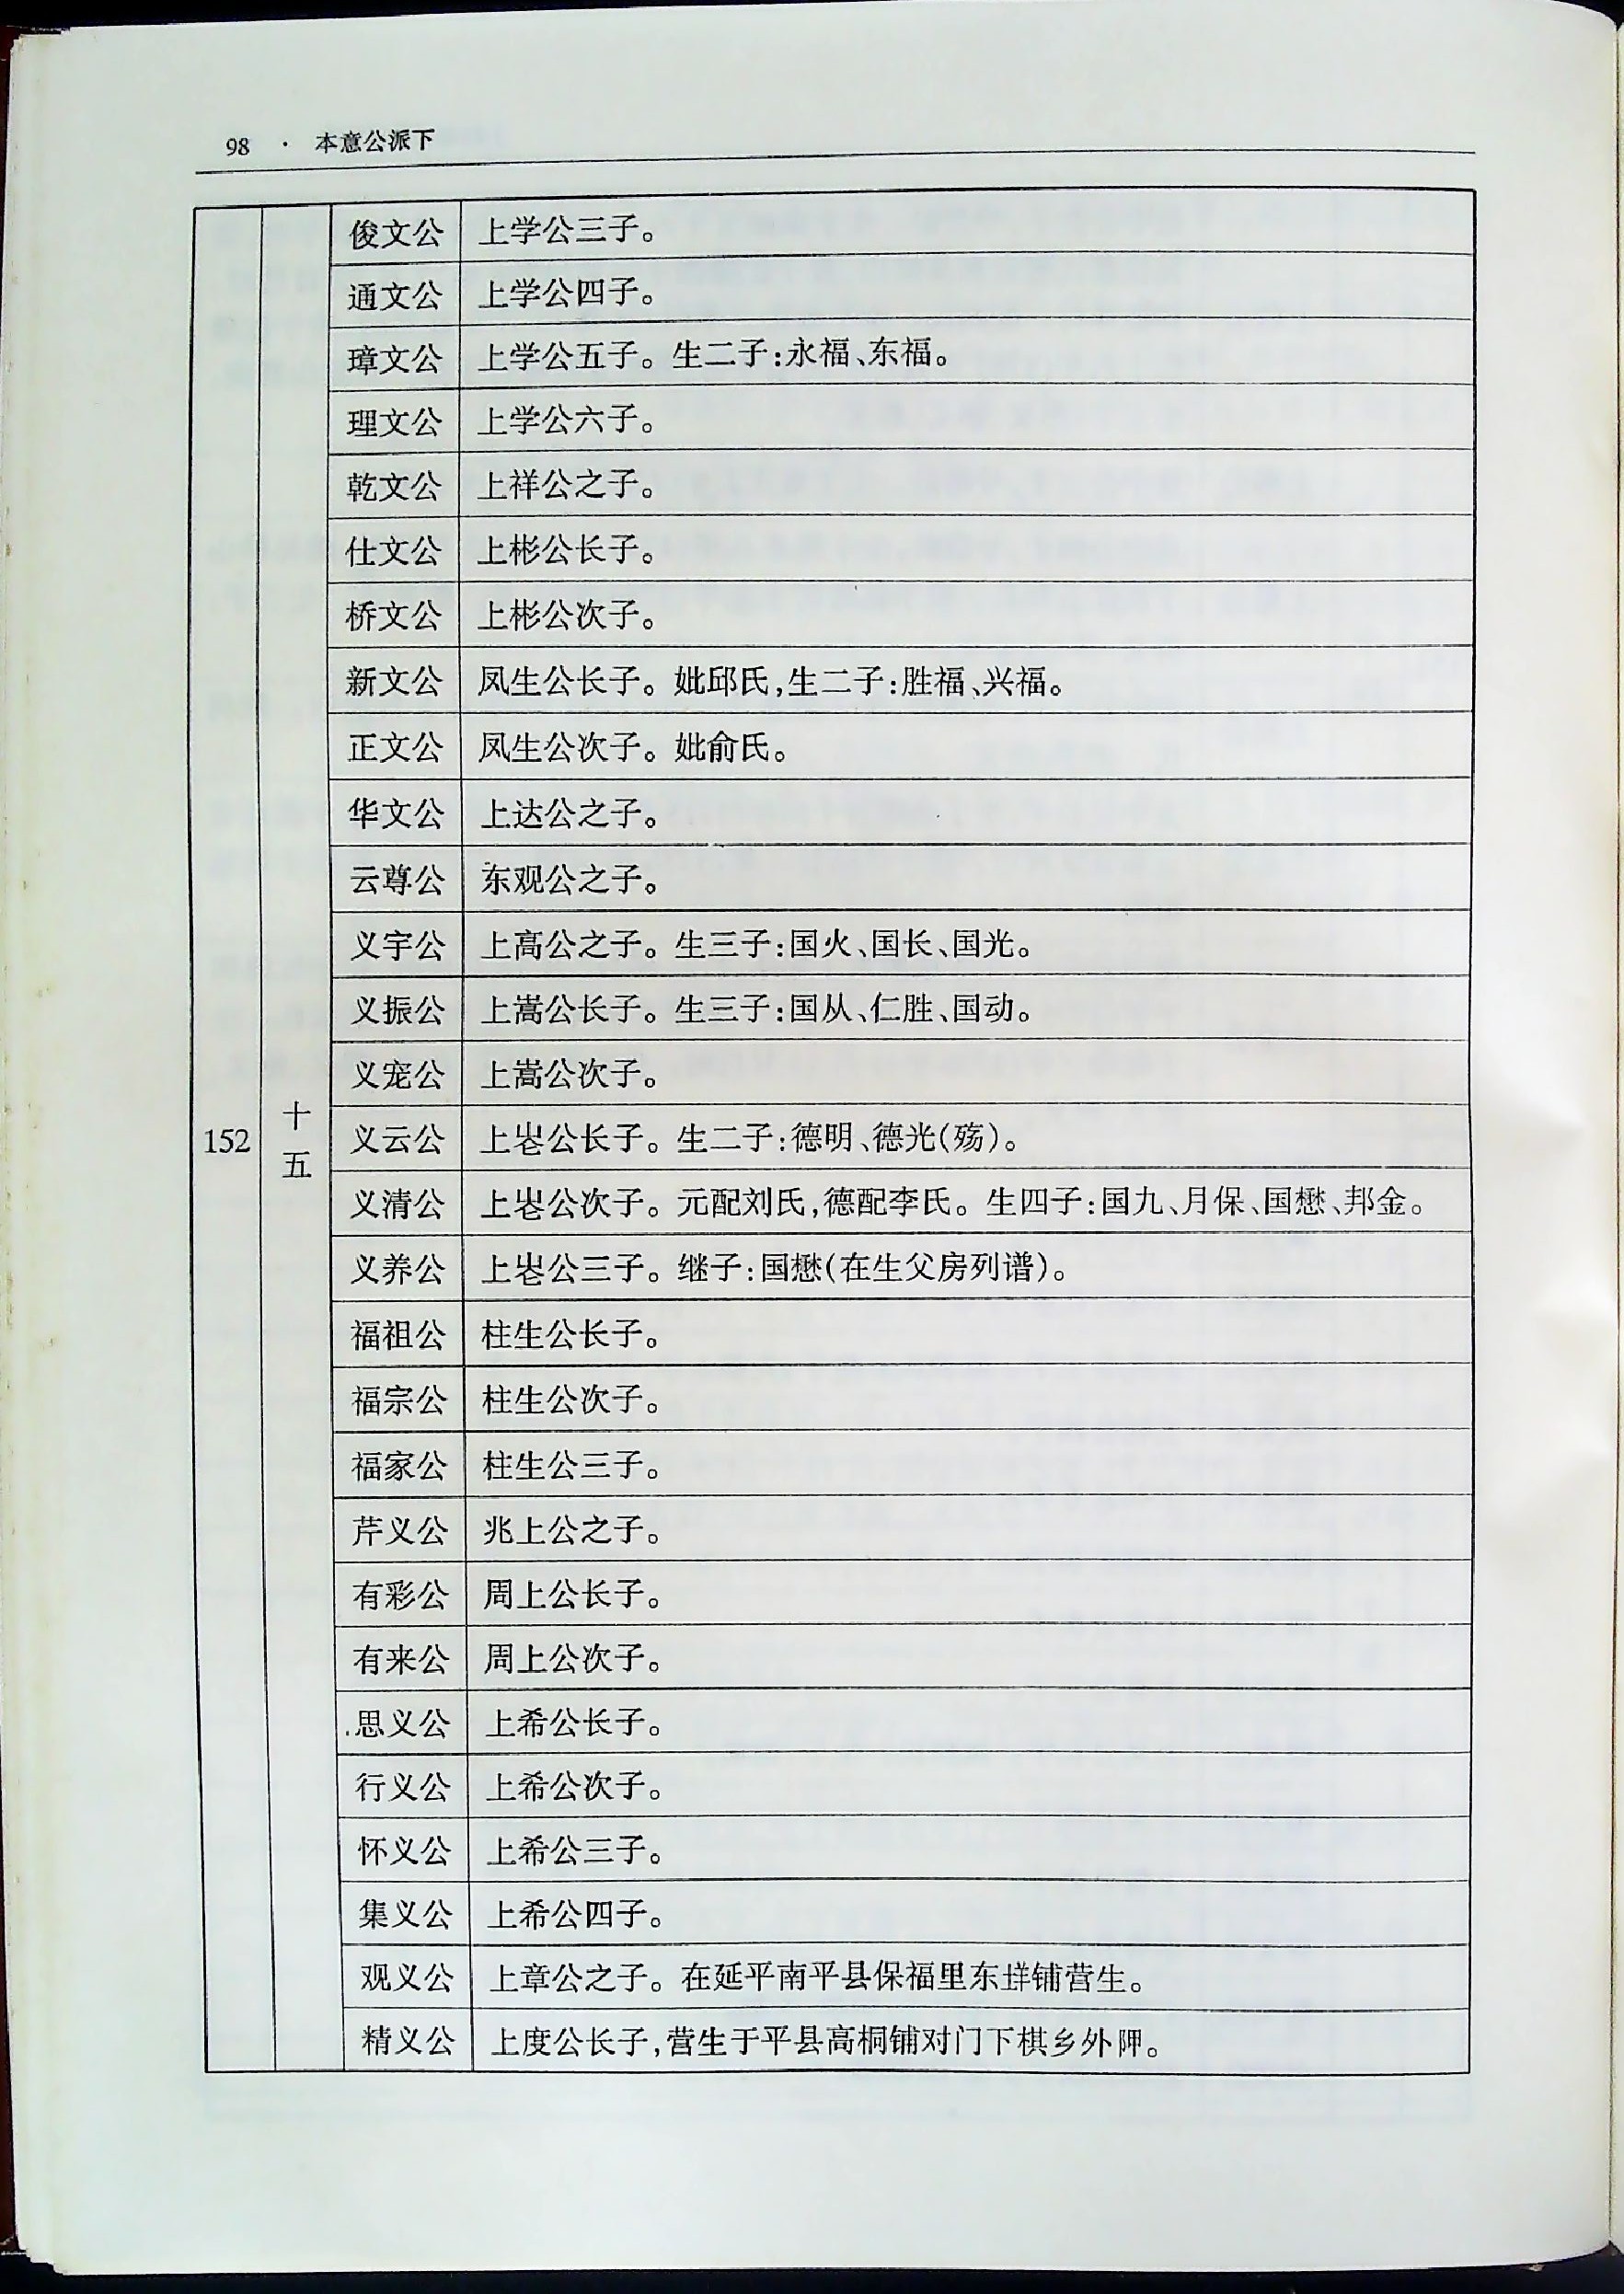 98 · 本意公派下
俊文公 上学公三子。
通文公 上学公四子。
璋文公 上学公五子。生二子:永福、东福。
理文公 上学公六子。
乾文公 上祥公之子。
仕文公 上彬公长子。
桥文公 上彬公次子。
新文公 凤生公长子。妣邱氏,生二子:胜福、兴福。
正文公 凤生公次子。妣俞氏。
华文公 上达公之子。
云尊公 东观公之子。
义宇公 上高公之子。生三子:国火、国长、国光。
义振公 上嵩公长子。生三子:国从、仁胜、国动。
义宠公 上嵩公次子。
152 十五 义云公 上峑公长子。生二子:德明、德光(殇)。
义清公 上峑公次子。元配刘氏,德配李氏。生四子:国九、月保、国懋、邦金。
义养公 上峑公三子。继子:国懋(在生父房列谱)。
福祖公 柱生公长子。
福宗公 柱生公次子。
福家公 柱生公三子。
芹义公 兆上公之子。
有彩公 周上公长子。
有来公 周上公次子。
思义公 上希公长子。
行义公 上希公次子。
怀义公 上希公三子。
集义公 上希公四子。
观义公 上章公之子。在延平南平县保福里东垟铺营生。
精义公 上度公长子,营生于平县高桐铺对门下棋乡外呷。